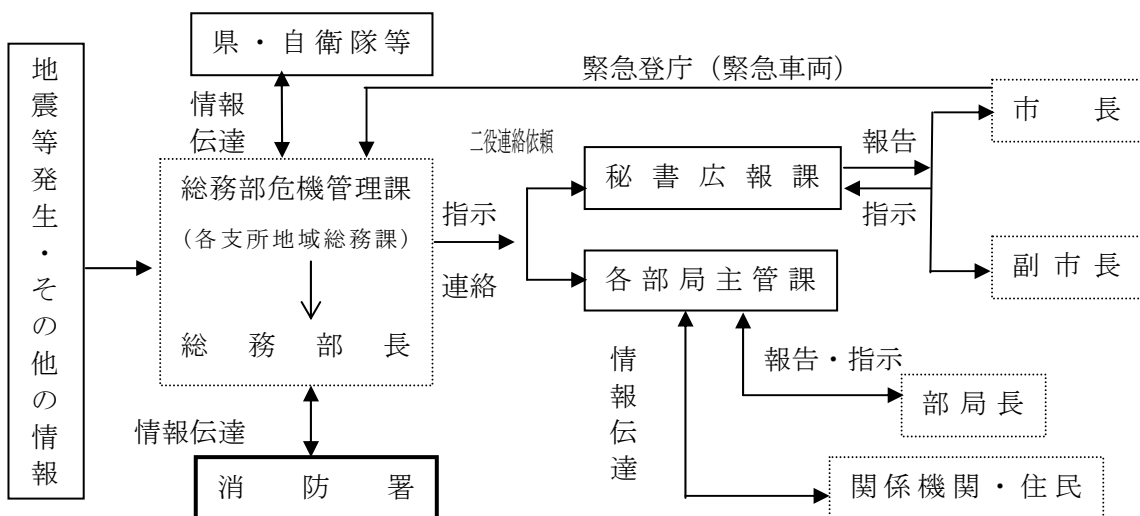 地震等発生・その他の情報
県・自衛隊等
情報
伝達
緊急登庁（緊急車両）
総務部危機管理課
（各支所地域総務課）
総務部長
情報伝達
消防署
指示
連絡
二役連絡依頼
秘書広報課
報告
指示
市長
副市長
各部局主管課
情報伝達
報告・指示
部局長
関係機関・住民